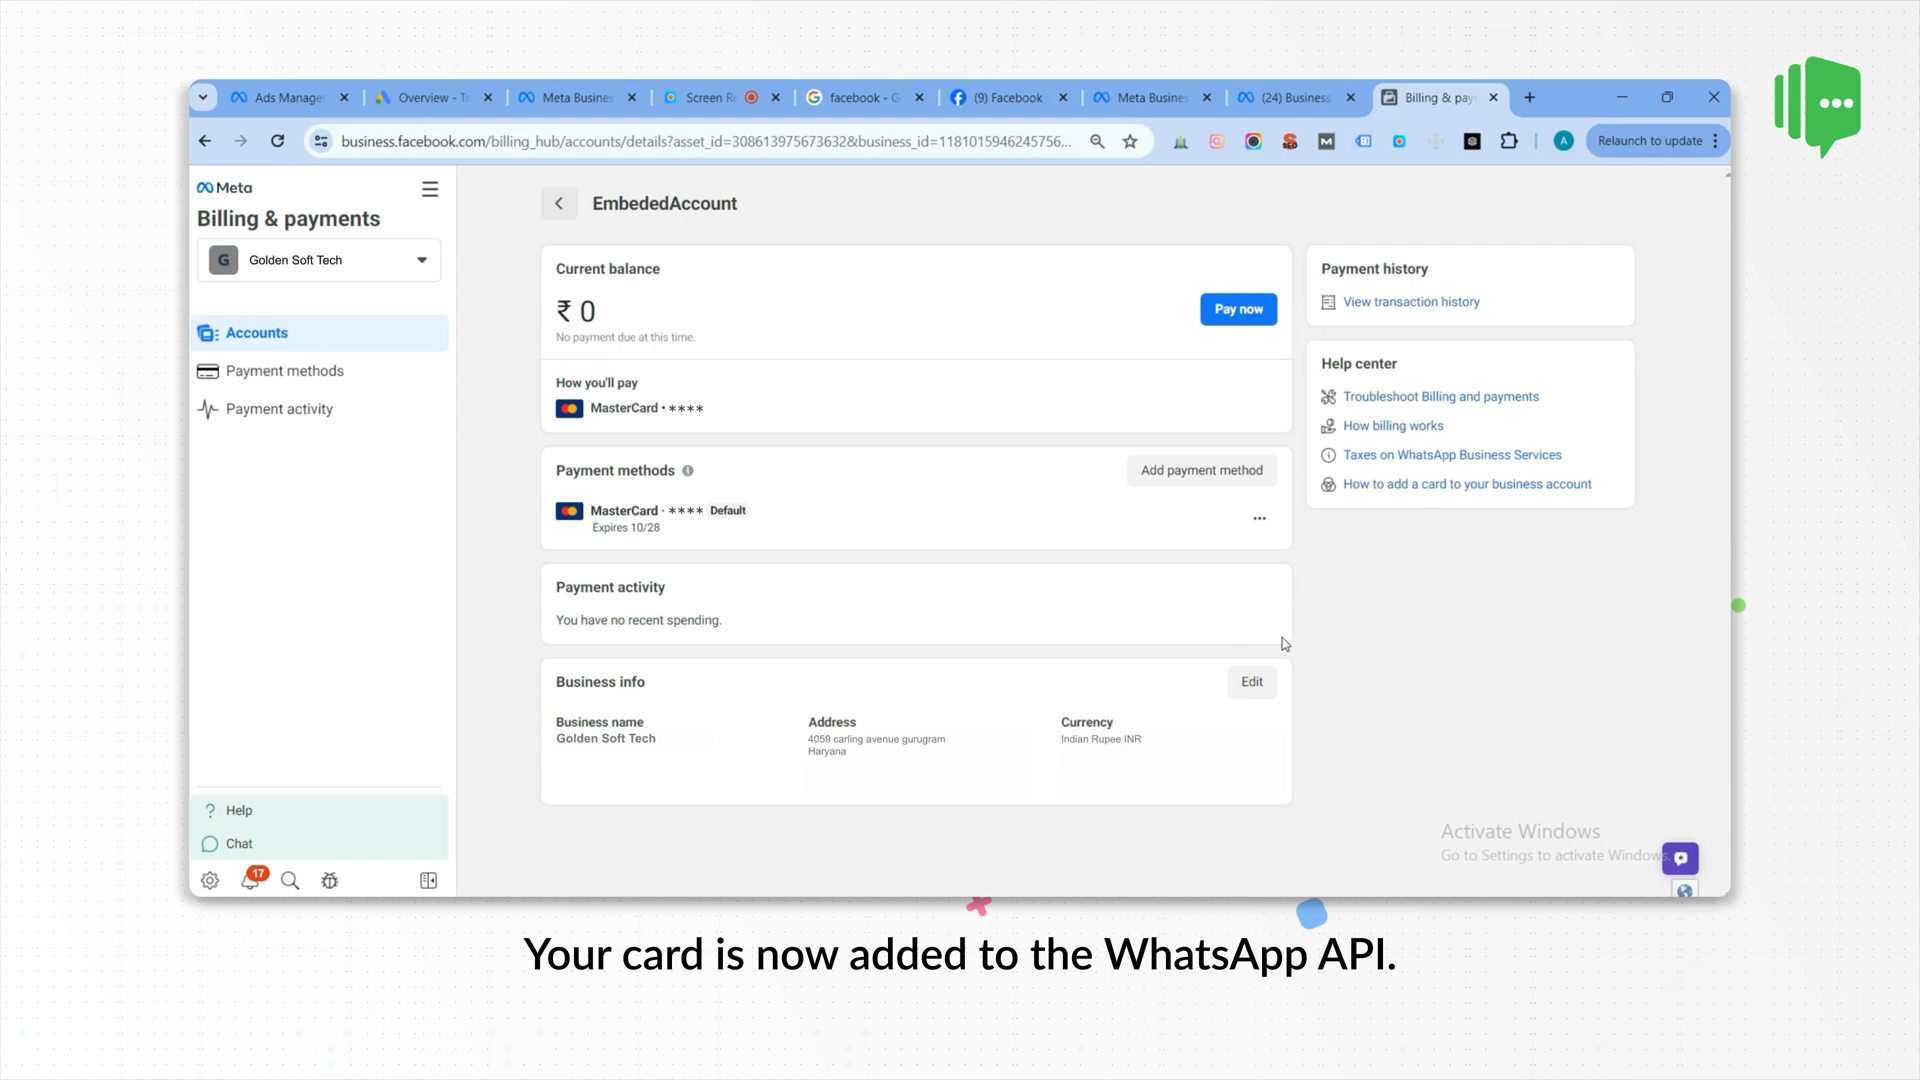 Ads Manager
Overview - Tr
Meta Busines
Screen Re
facebook - G
(9) Facebook
Meta Busines
(24) Business
Billing & pay
business.facebook.com/billing_hub/accounts/details?asset_id=308613975673632&business_id=1181015946245756...
A
Relaunch to update
Meta
Billing & payments
G
Golden Soft Tech
Accounts
Payment methods
Payment activity
Help
Chat
17
EmbededAccount
Current balance
₹ 0
No payment due at this time.
Pay now
How you'll pay
MasterCard • ****
Payment methods
Add payment method
MasterCard · **** Default
Expires 10/28
Payment activity
You have no recent spending.
Business info
Edit
Business name
Golden Soft Tech
Address
4059 carling avenue gurugram
Haryana
Currency
Indian Rupee INR
Payment history
View transaction history
Help center
Troubleshoot Billing and payments
How billing works
Taxes on WhatsApp Business Services
How to add a card to your business account
Activate Windows
Go to Settings to activate Windows.
Your card is now added to the WhatsApp API.